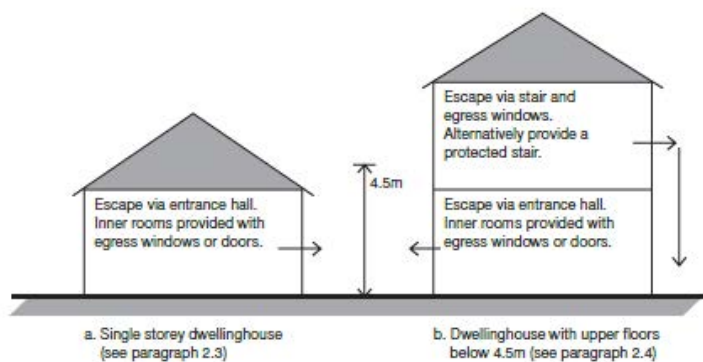 Escape via entrance hall.
Inner rooms provided with
egress windows or doors.
4.5m
Escape via stair and
egress windows.
Alternatively provide a
protected stair.
Escape via entrance hall.
Inner rooms provided with
egress windows or doors.
a. Single storey dwellinghouse
(see paragraph 2.3)
b. Dwellinghouse with upper floors
below 4.5m (see paragraph 2.4)